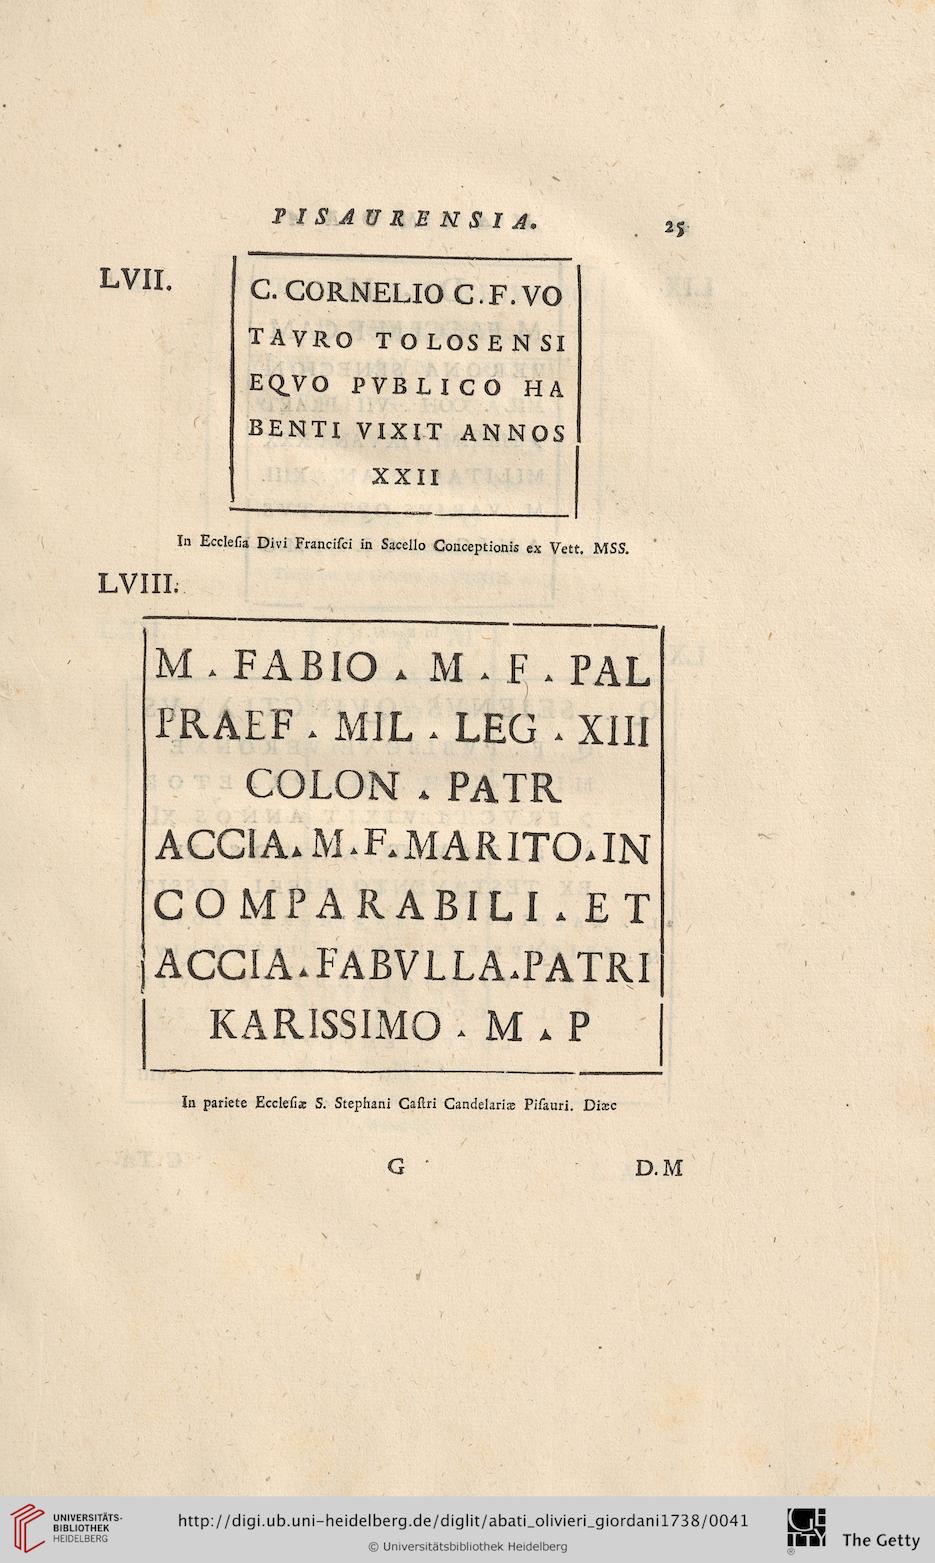 PISAURENSIA.
25
LVII.
C. CORNELIO C. F. VO
TAVRO TOLOSENSI
EQVO PVBLICO HA
BENTI VIXIT ANNOS
XXII
In Ecclesia Divi Francisci in Sacello Conceptionis ex Vett. MSS.
LVIII.
M . FABIO . M . F . PAL
PRAEF . MIL . LEG . XIII
COLON . PATR
ACCIA . M . F . MARITO . IN
COMPARABILI . ET
ACCIA . FABVLLA . PATRI
KARISSIMO . M . P
In pariete Ecclesiæ S. Stephani Castri Candelariæ Pisauri. Diœc
G
D. M
UNIVERSITÄTS-
BIBLIOTHEK
HEIDELBERG
http://digi.ub.uni-heidelberg.de/diglit/abati_olivieri_giordani1738/0041
© Universitätsbibliothek Heidelberg
GETTY
The Getty